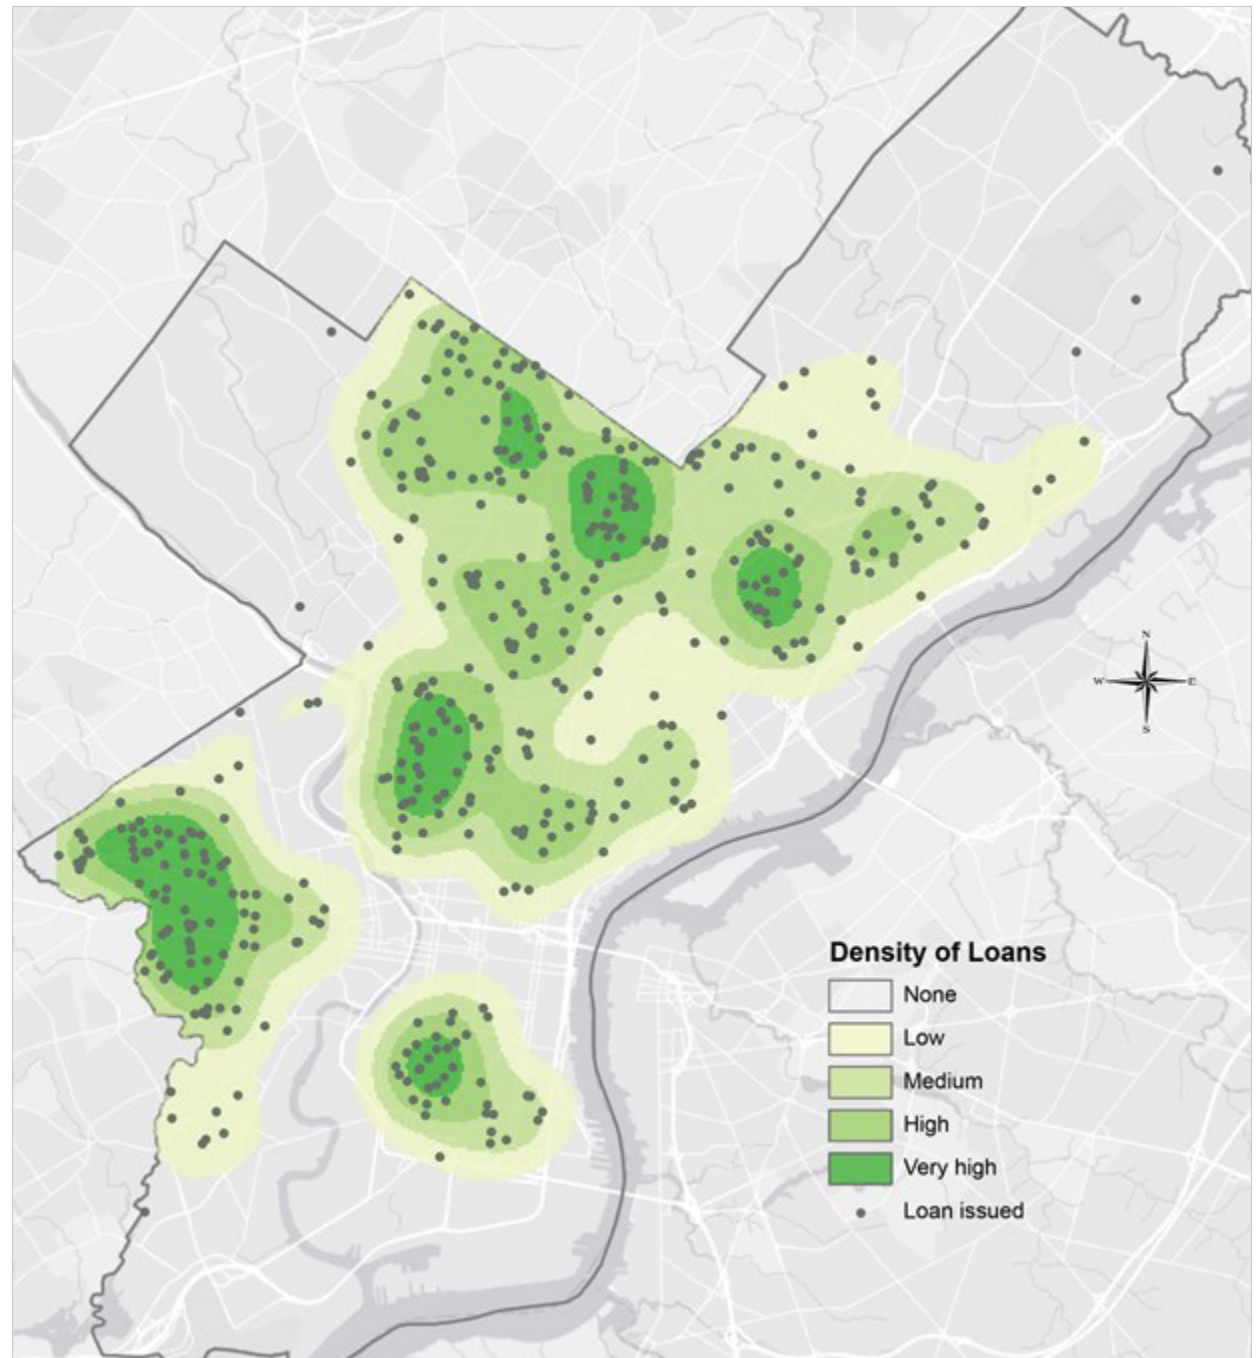 N
W E
S
Density of Loans
None
Low
Medium
High
Very high
Loan issued